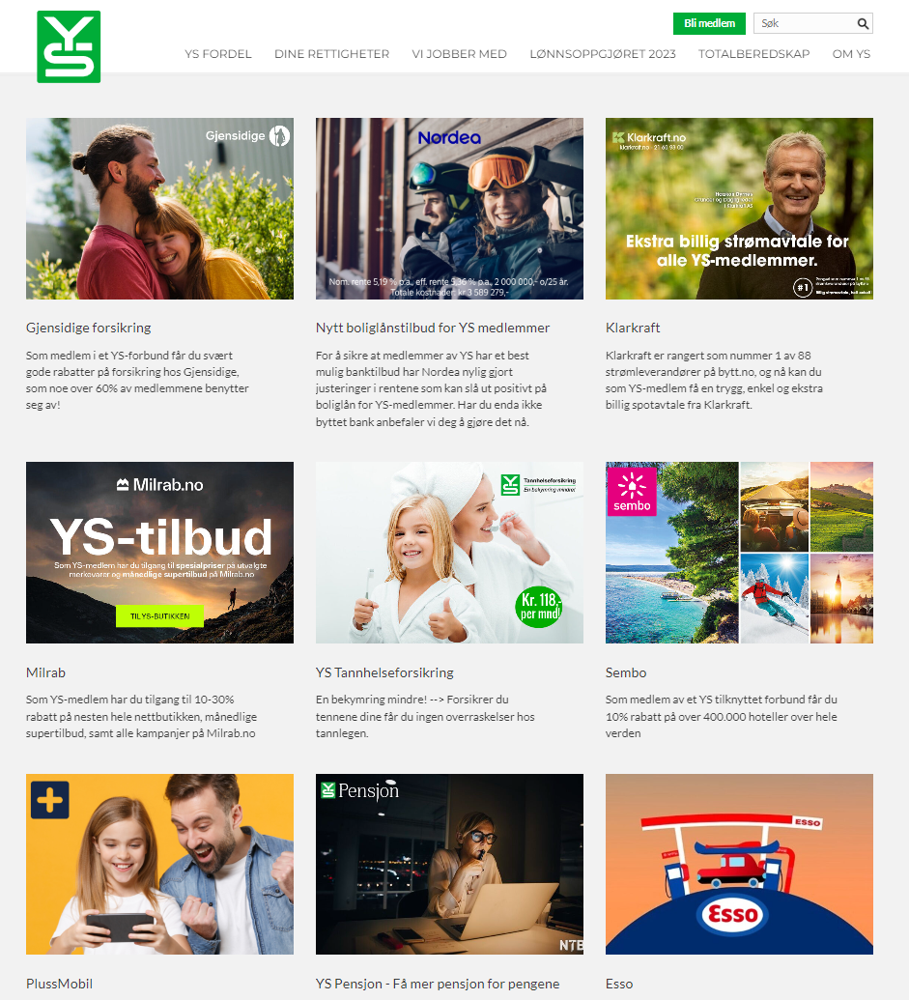 YS
Bli medlem
Søk
YS FORDEL
DINE RETTIGHETER
VI JOBBER MED
LØNNSOPPGJØRET 2023
TOTALBEREDSKAP
OM YS
Gjensidige
Gjensidige forsikring
Som medlem i et YS-forbund får du svært
gode rabatter på forsikring hos Gjensidige,
som noe over 60% av medlemmene benytter
seg av!
Nordea
Nom. rente 5,19 % p.a., eff. rente 5,36 % p.a., 2 000 000,- o/25 år.
Totale kostnader: kr 3 589 279,-
Nytt boliglånstilbud for YS medlemmer
For å sikre at medlemmer av YS har et best
mulig banktilbud har Nordea nylig gjort
justeringer i rentene som kan slå ut positivt på
boliglån for YS-medlemmer. Har du enda ikke
byttet bank anbefaler vi deg å gjøre det nå.
Klarkraft.no
klarkraft.no - 21 60 93 00
Ekstra billig strømavtale for
alle YS-medlemmer.
#1
Klarkraft
Klarkraft er rangert som nummer 1 av 88
strømleverandører på bytt.no, og nå kan du
som YS-medlem få en trygg, enkel og ekstra
billig spotavtale fra Klarkraft.
Milrab.no
YS-tilbud
Som YS-medlem har du tilgang til spesialpriser på utvalgte
merkevarer og månedlige supertilbud på Milrab.no
TIL YS-BUTIKKEN
Milrab
Som YS-medlem har du tilgang til 10-30%
rabatt på nesten hele nettbutikken, månedlige
supertilbud, samt alle kampanjer på Milrab.no
YS
Tannhelseforsikring
En bekymring mindre!
Kr. 118,-
per mnd!
YS Tannhelseforsikring
En bekymring mindre! --> Forsikrer du
tennene dine får du ingen overraskelser hos
tannlegen.
sembo
Sembo
Som medlem av et YS tilknyttet forbund får du
10% rabatt på over 400.000 hoteller over hele
verden
PlussMobil
YS Pensjon
NTB
YS Pensjon - Få mer pensjon for pengene
ESSO
Esso
Esso